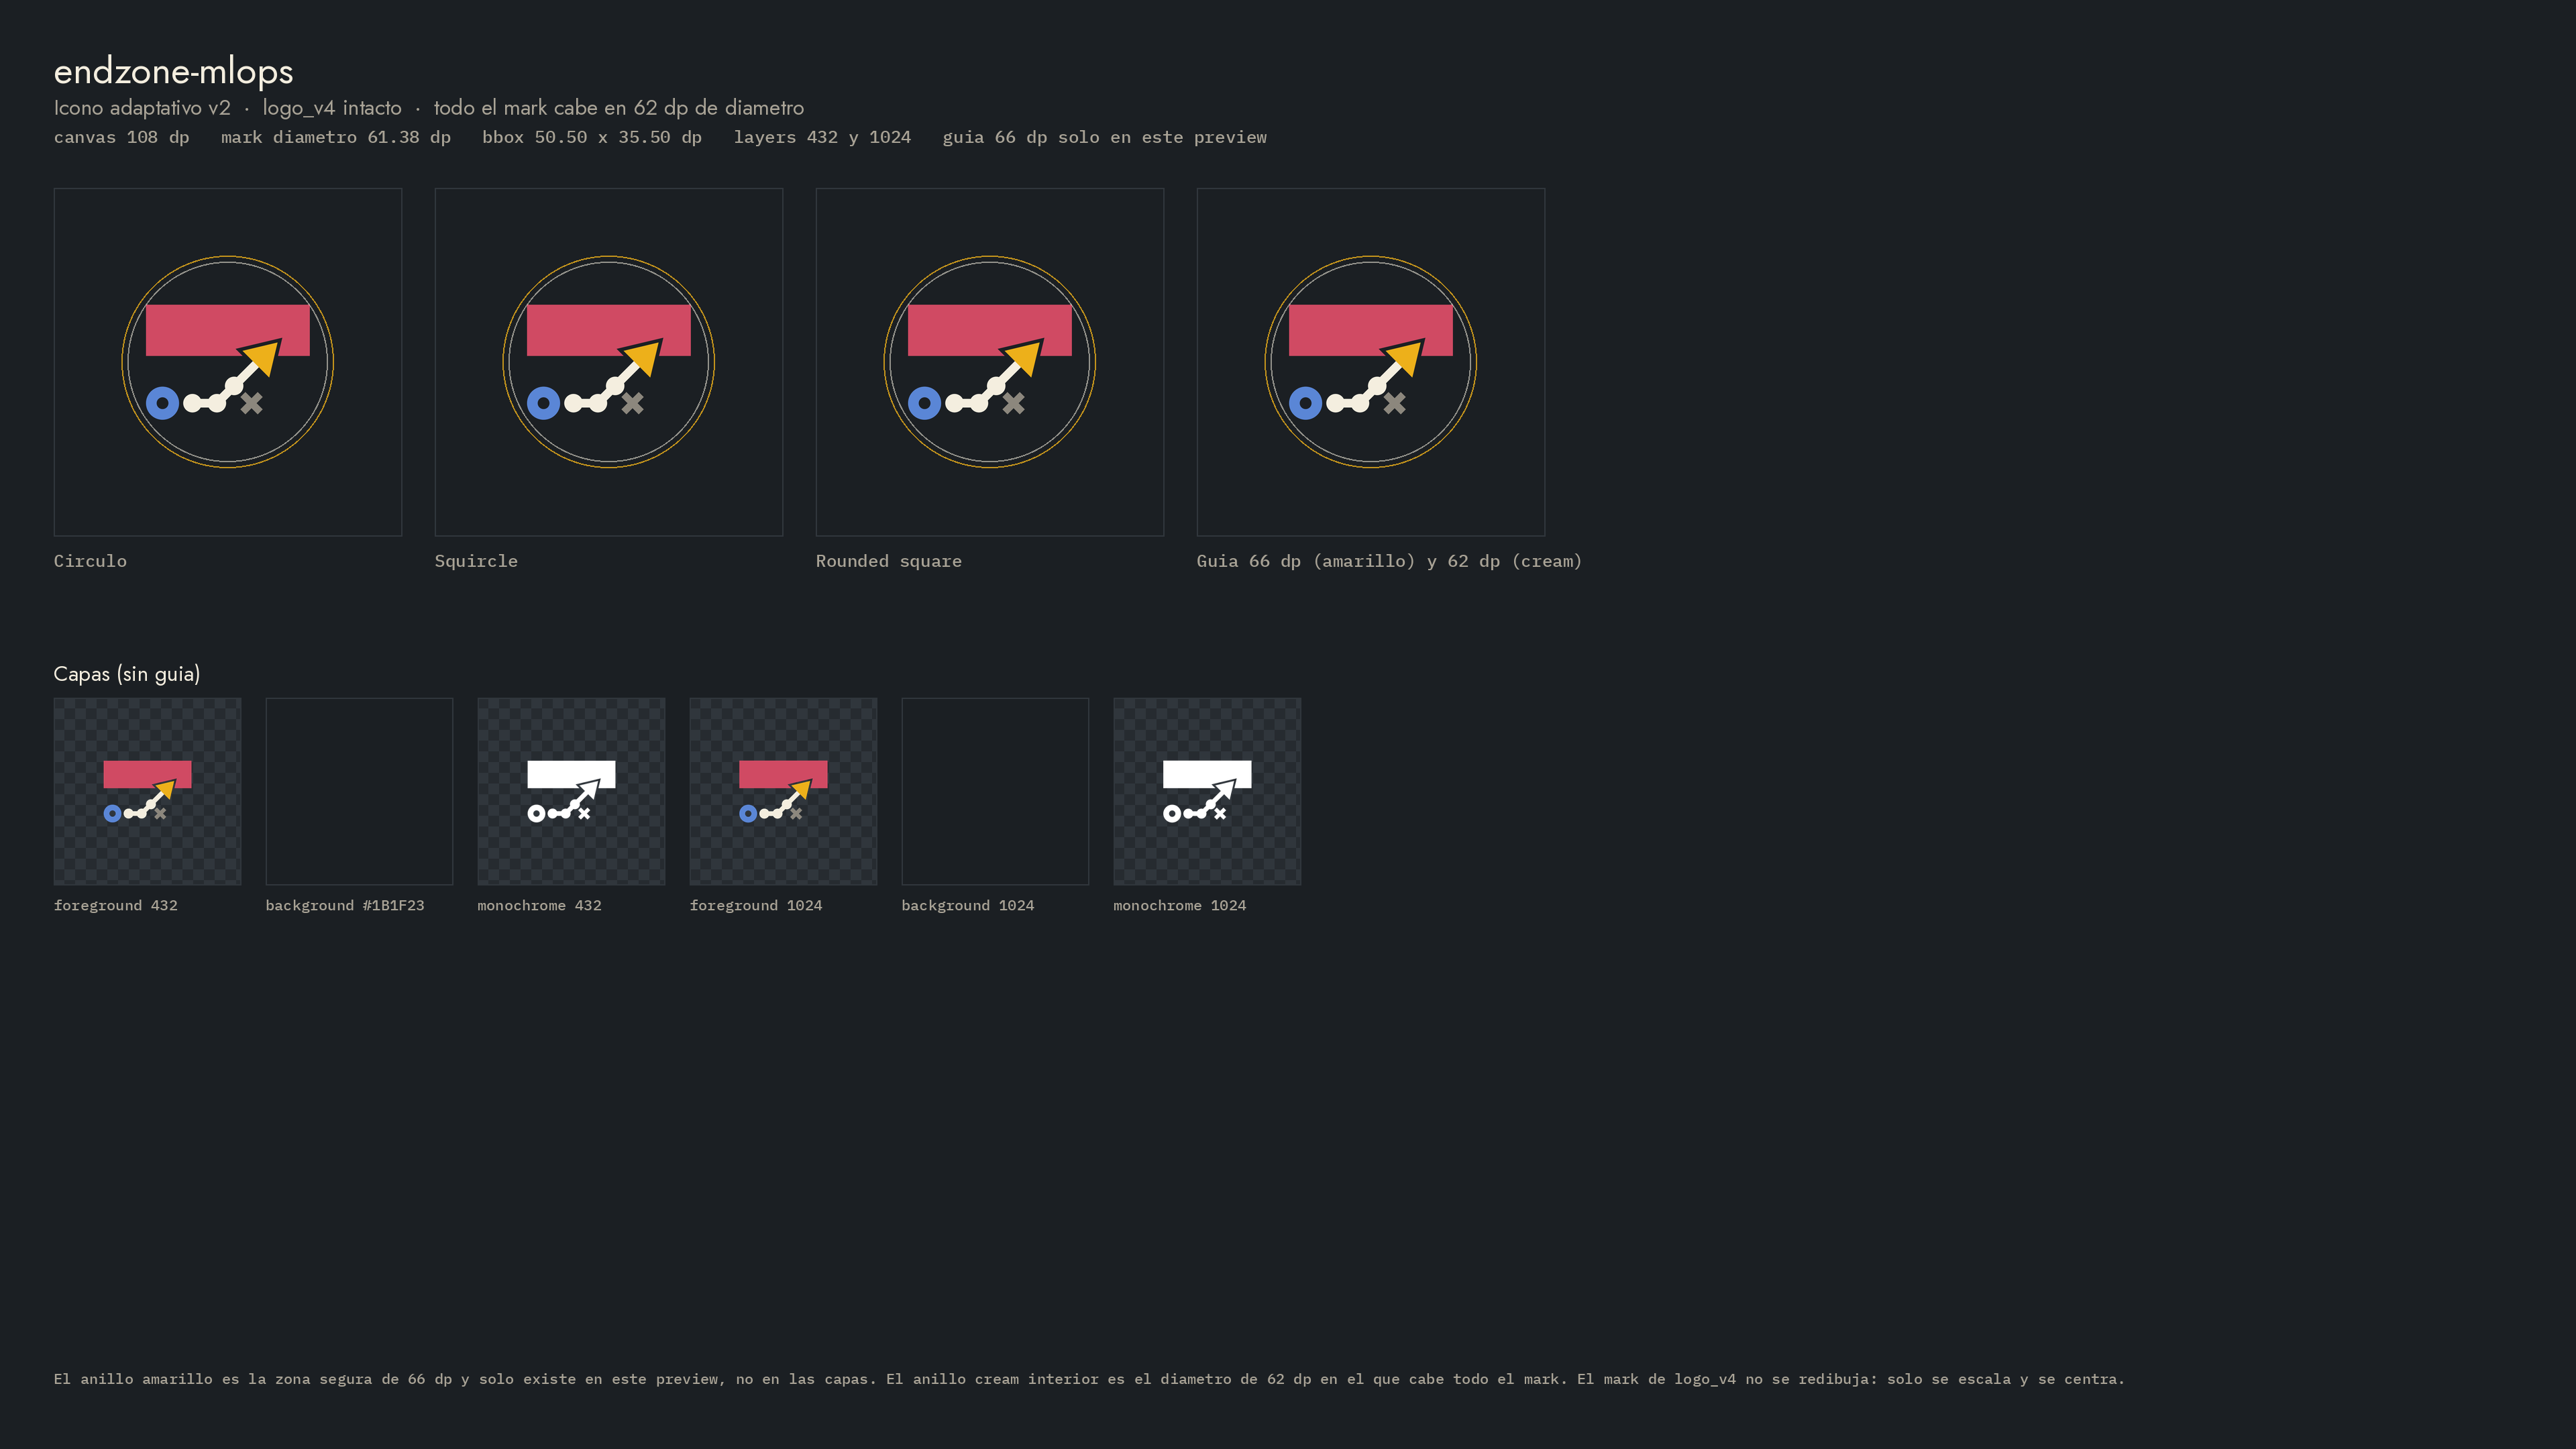 endzone-mlops
Icono adaptativo v2 · logo_v4 intacto · todo el mark cabe en 62 dp de diametro
canvas 108 dp mark diametro 61.38 dp bbox 50.50 x 35.50 dp layers 432 y 1024 guia 66 dp solo en este preview
Circulo
Squircle
Rounded square
Guia 66 dp (amarillo) y 62 dp (cream)
Capas (sin guia)
foreground 432
background #1B1F23
monochrome 432
foreground 1024
background 1024
monochrome 1024
El anillo amarillo es la zona segura de 66 dp y solo existe en este preview, no en las capas. El anillo cream interior es el diametro de 62 dp en el que cabe todo el mark. El mark de logo_v4 no se redibuja: solo se escala y se centra.